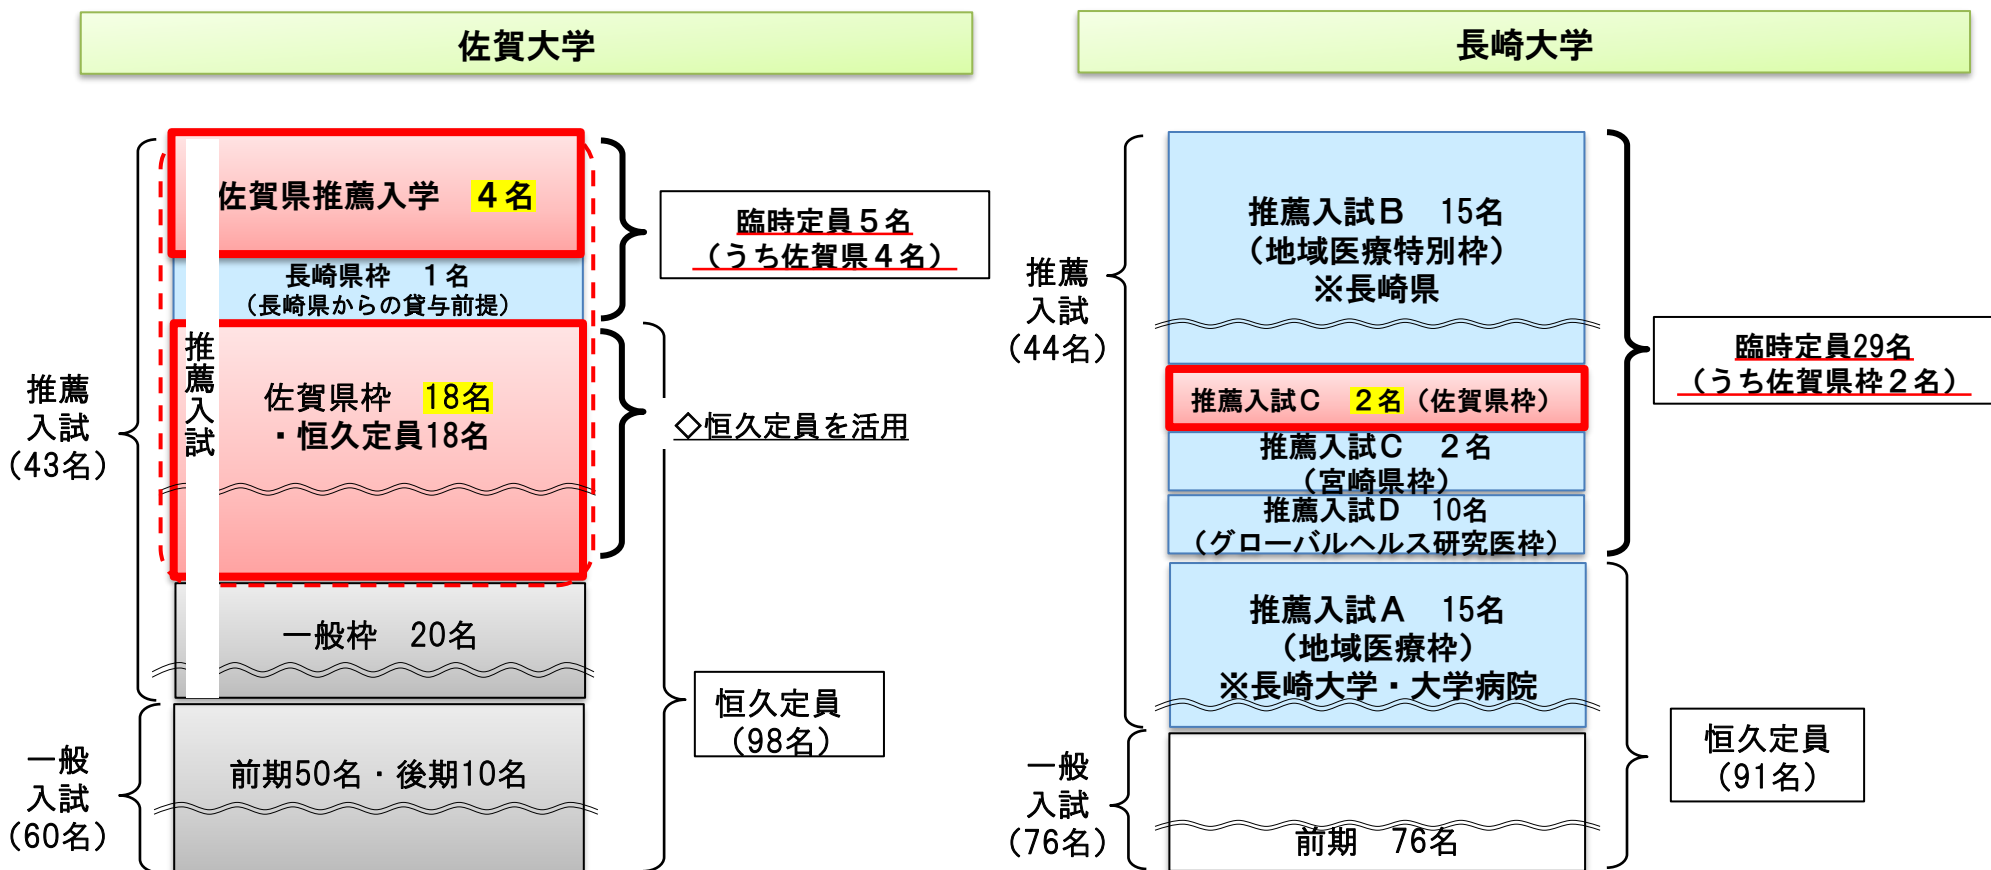 佐賀大学
推薦
入試
(43名)
一般
入試
(60名)
推薦入試
佐賀県推薦入学　４名
長崎県枠　１名
（長崎県からの貸与前提）
佐賀県枠　18名
・恒久定員18名
一般枠　20名
前期50名・後期10名
臨時定員５名
（うち佐賀県４名）
◇恒久定員を活用
恒久定員
（98名）
長崎大学
推薦
入試
(44名)
一般
入試
(76名)
推薦入試Ｂ　15名
（地域医療特別枠）
※長崎県
推薦入試Ｃ　２名（佐賀県枠）
推薦入試Ｃ　２名
（宮崎県枠）
推薦入試Ｄ　10名
（グローバルヘルス研究医枠）
推薦入試Ａ　15名
（地域医療枠）
※長崎大学・大学病院
前期　76名
臨時定員29名
（うち佐賀県枠２名）
恒久定員
（91名）